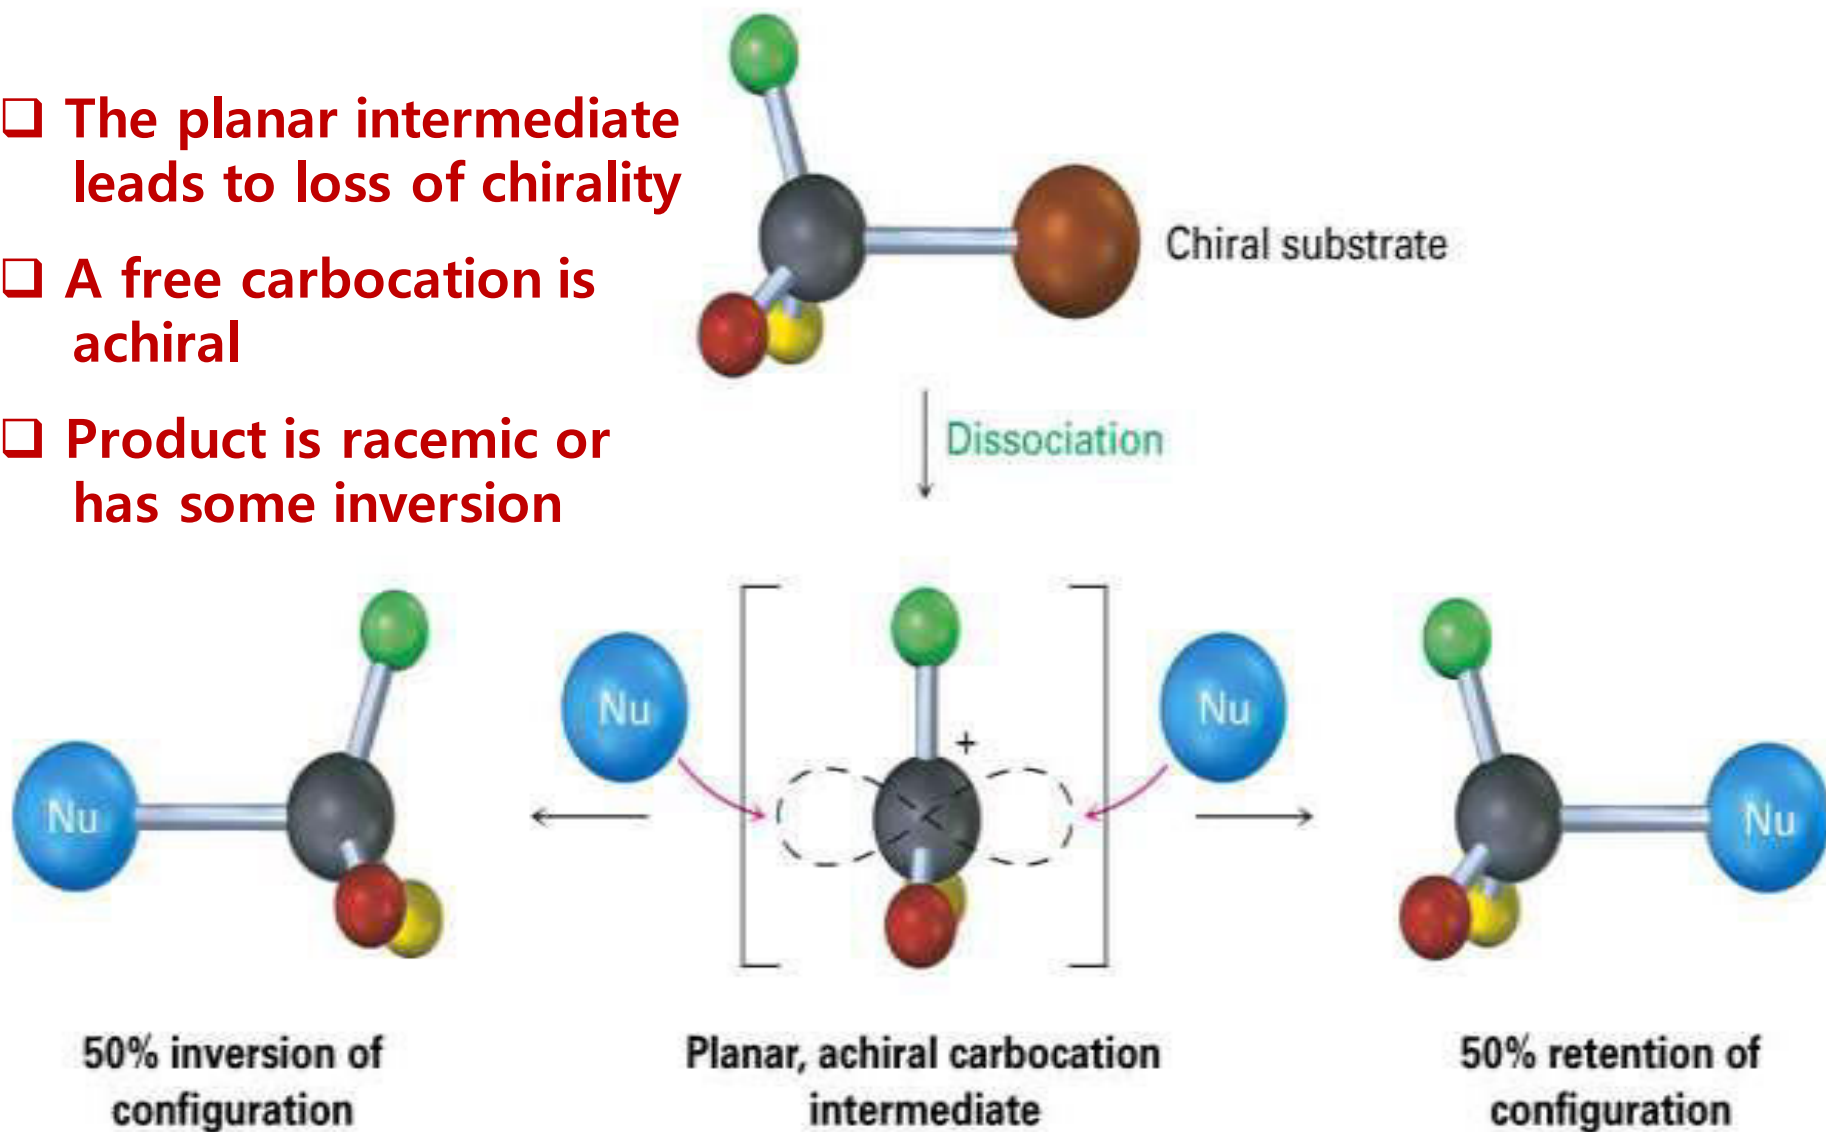 ❑ The planar intermediate
leads to loss of chirality
❑ A free carbocation is
achiral
❑ Product is racemic or
has some inversion
Chiral substrate
Dissociation
Nu
Nu
+
Nu
Nu
50% inversion of
configuration
Planar, achiral carbocation
intermediate
50% retention of
configuration